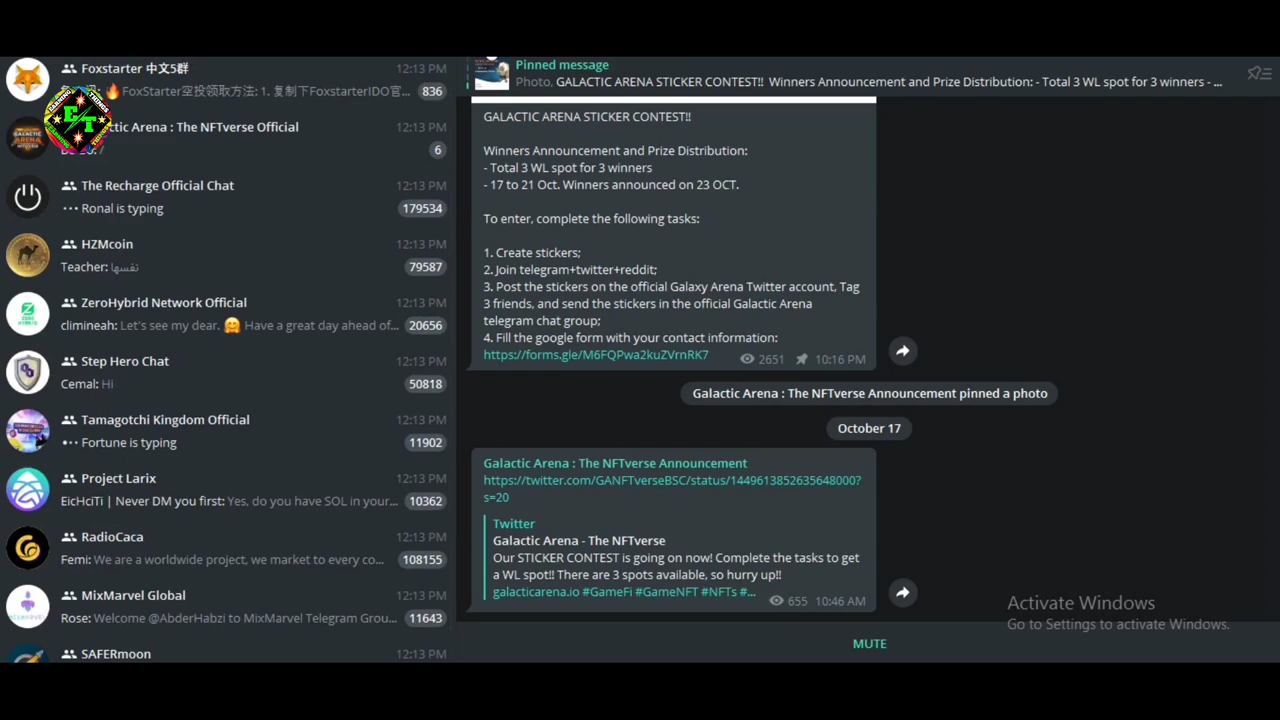 Foxstarter 中文5群
12:13 PM
🔥 FoxStarter空投领取方法: 1. 复制下FoxstarterIDO官...
836
EARNING THINGS
ET
ctic Arena : The NFTverse Official
12:13 PM
6
The Recharge Official Chat
12:13 PM
Ronal is typing
179534
HZMcoin
12:13 PM
Teacher: نفسها
79587
ZeroHybrid Network Official
12:13 PM
climineah: Let's see my dear. 🤗 Have a great day ahead of...
20656
Step Hero Chat
12:13 PM
Cemal: Hi
50818
Tamagotchi Kingdom Official
12:13 PM
Fortune is typing
11902
Project Larix
12:13 PM
EicHciTi | Never DM you first: Yes, do you have SOL in your...
10362
RadioCaca
12:13 PM
Femi: We are a worldwide project, we market to every co...
108155
MixMarvel Global
12:13 PM
Rose: Welcome @AbderHabzi to MixMarvel Telegram Grou...
11643
SAFERmoon
12:13 PM
Pinned message
Photo, GALACTIC ARENA STICKER CONTEST!! Winners Announcement and Prize Distribution: - Total 3 WL spot for 3 winners - ...
GALACTIC ARENA STICKER CONTEST!!
Winners Announcement and Prize Distribution:
- Total 3 WL spot for 3 winners
- 17 to 21 Oct. Winners announced on 23 OCT.
To enter, complete the following tasks:
1. Create stickers;
2. Join telegram+twitter+reddit;
3. Post the stickers on the official Galaxy Arena Twitter account, Tag
3 friends, and send the stickers in the official Galactic Arena
telegram chat group;
4. Fill the google form with your contact information:
https://forms.gle/M6FQPwa2kuZVrnRK7
2651
10:16 PM
Galactic Arena : The NFTverse Announcement pinned a photo
October 17
Galactic Arena : The NFTverse Announcement
https://twitter.com/GANFTverseBSC/status/1449613852635648000?
s=20
Twitter
Galactic Arena - The NFTverse
Our STICKER CONTEST is going on now! Complete the tasks to get
a WL spot!! There are 3 spots available, so hurry up!!
galacticarena.io #GameFi #GameNFT #NFTs #...
655
10:46 AM
MUTE
Activate Windows
Go to Settings to activate Windows.